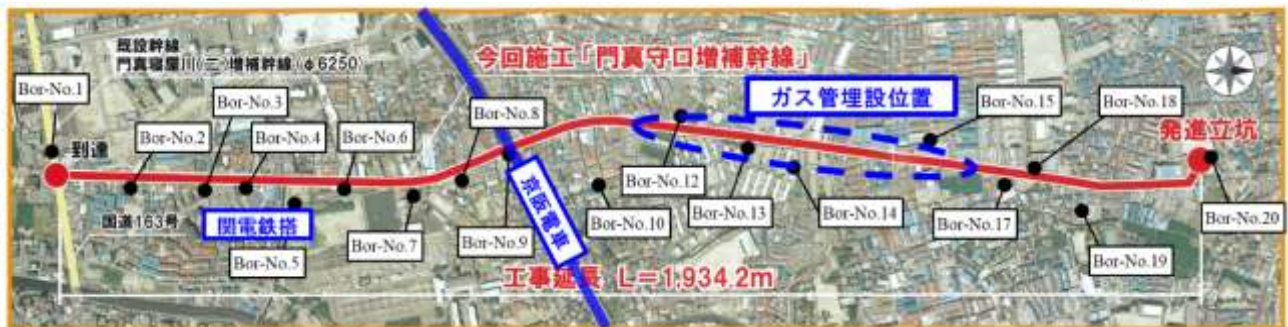 既設幹線
門真寝屋川(二)増補幹線 φ6250
今回施工「門真守口増補幹線」
ガス管埋設位置
Bor-No.1
Bor-No.2
Bor-No.3
Bor-No.4
Bor-No.6
Bor-No.8
Bor-No.15
Bor-No.18
発進立坑
到達
国道163号
関電鉄塔
Bor-No.5
Bor-No.7
Bor-No.9
京阪電車
Bor-No.10
Bor-No.12
Bor-No.13
Bor-No.14
Bor-No.17
Bor-No.19
Bor-No.20
工事延長 L=1,934.2m